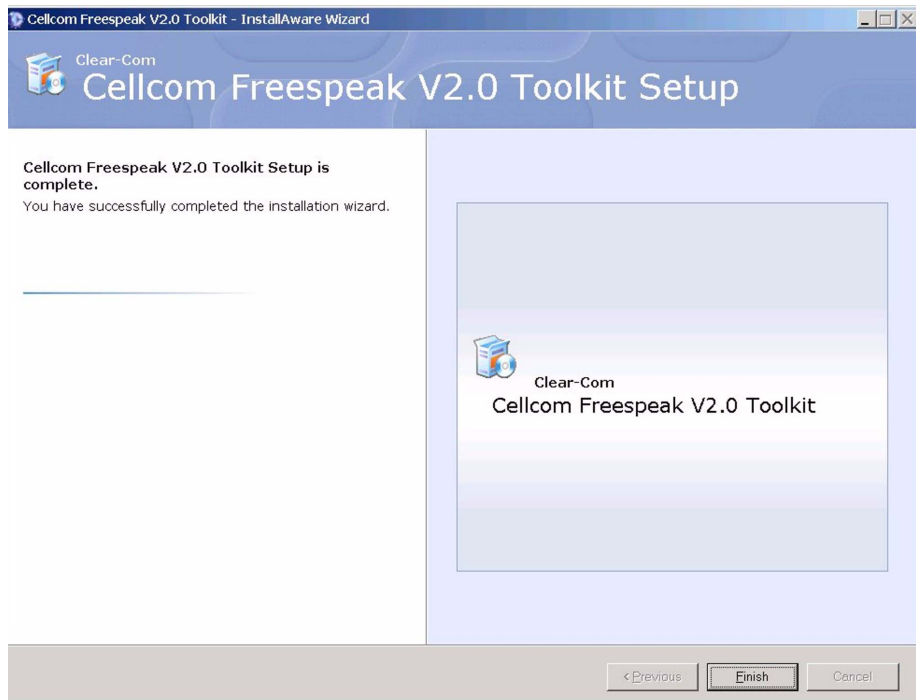 Cellcom Freespeak V2.0 Toolkit - InstallAware Wizard
Clear-Com
Cellcom Freespeak V2.0 Toolkit Setup
Cellcom Freespeak V2.0 Toolkit Setup is
complete.
You have successfully completed the installation wizard.
Clear-Com
Cellcom Freespeak V2.0 Toolkit
< Previous
Finish
Cancel